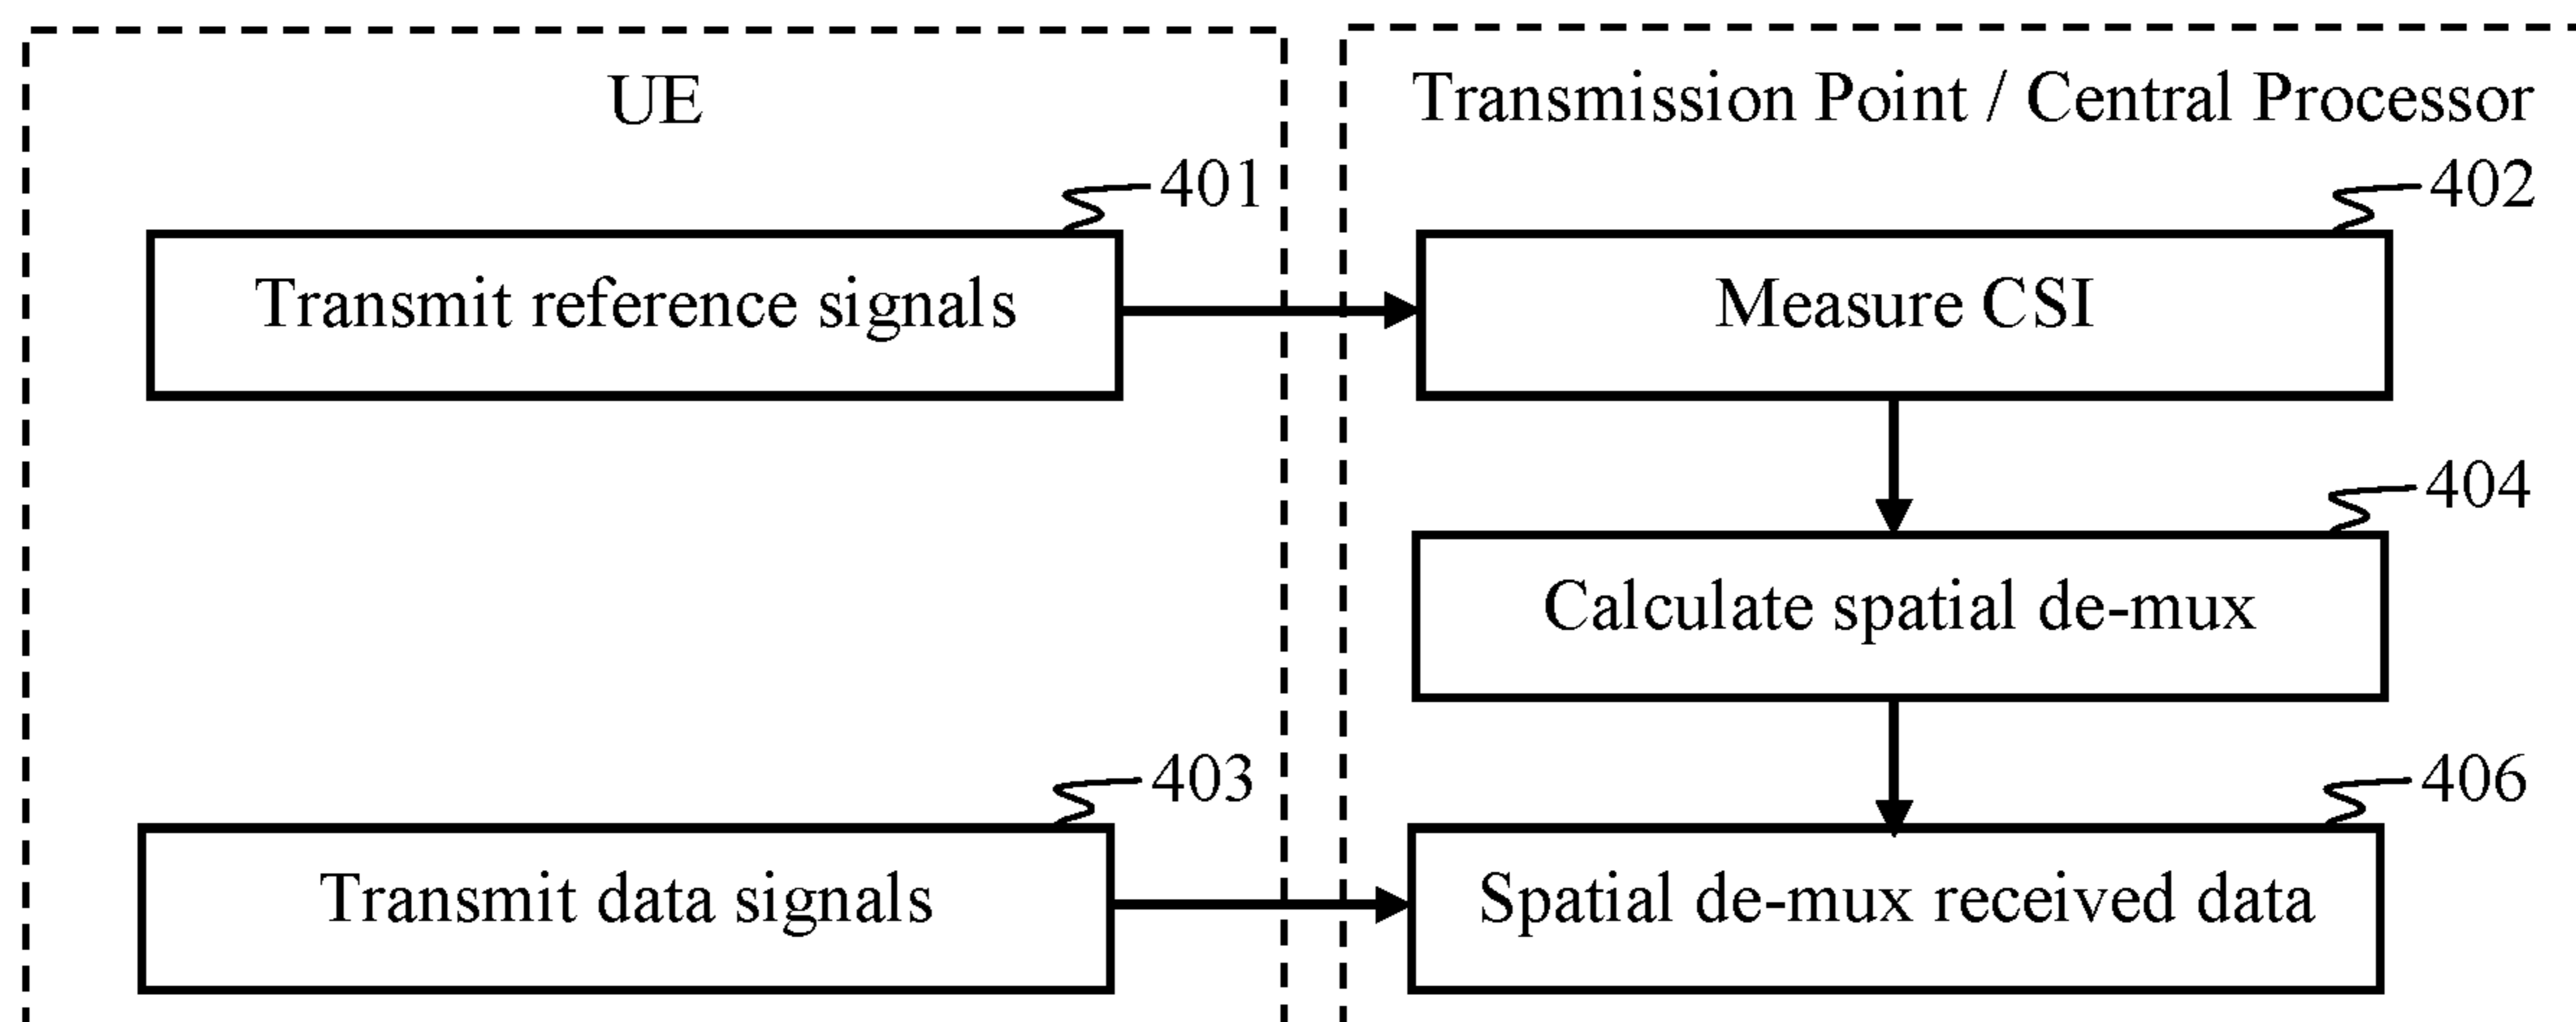 UE
Transmission Point / Central Processor
401
402
Transmit reference signals
Measure CSI
404
Calculate spatial de-mux
403
406
Transmit data signals
Spatial de-mux received data